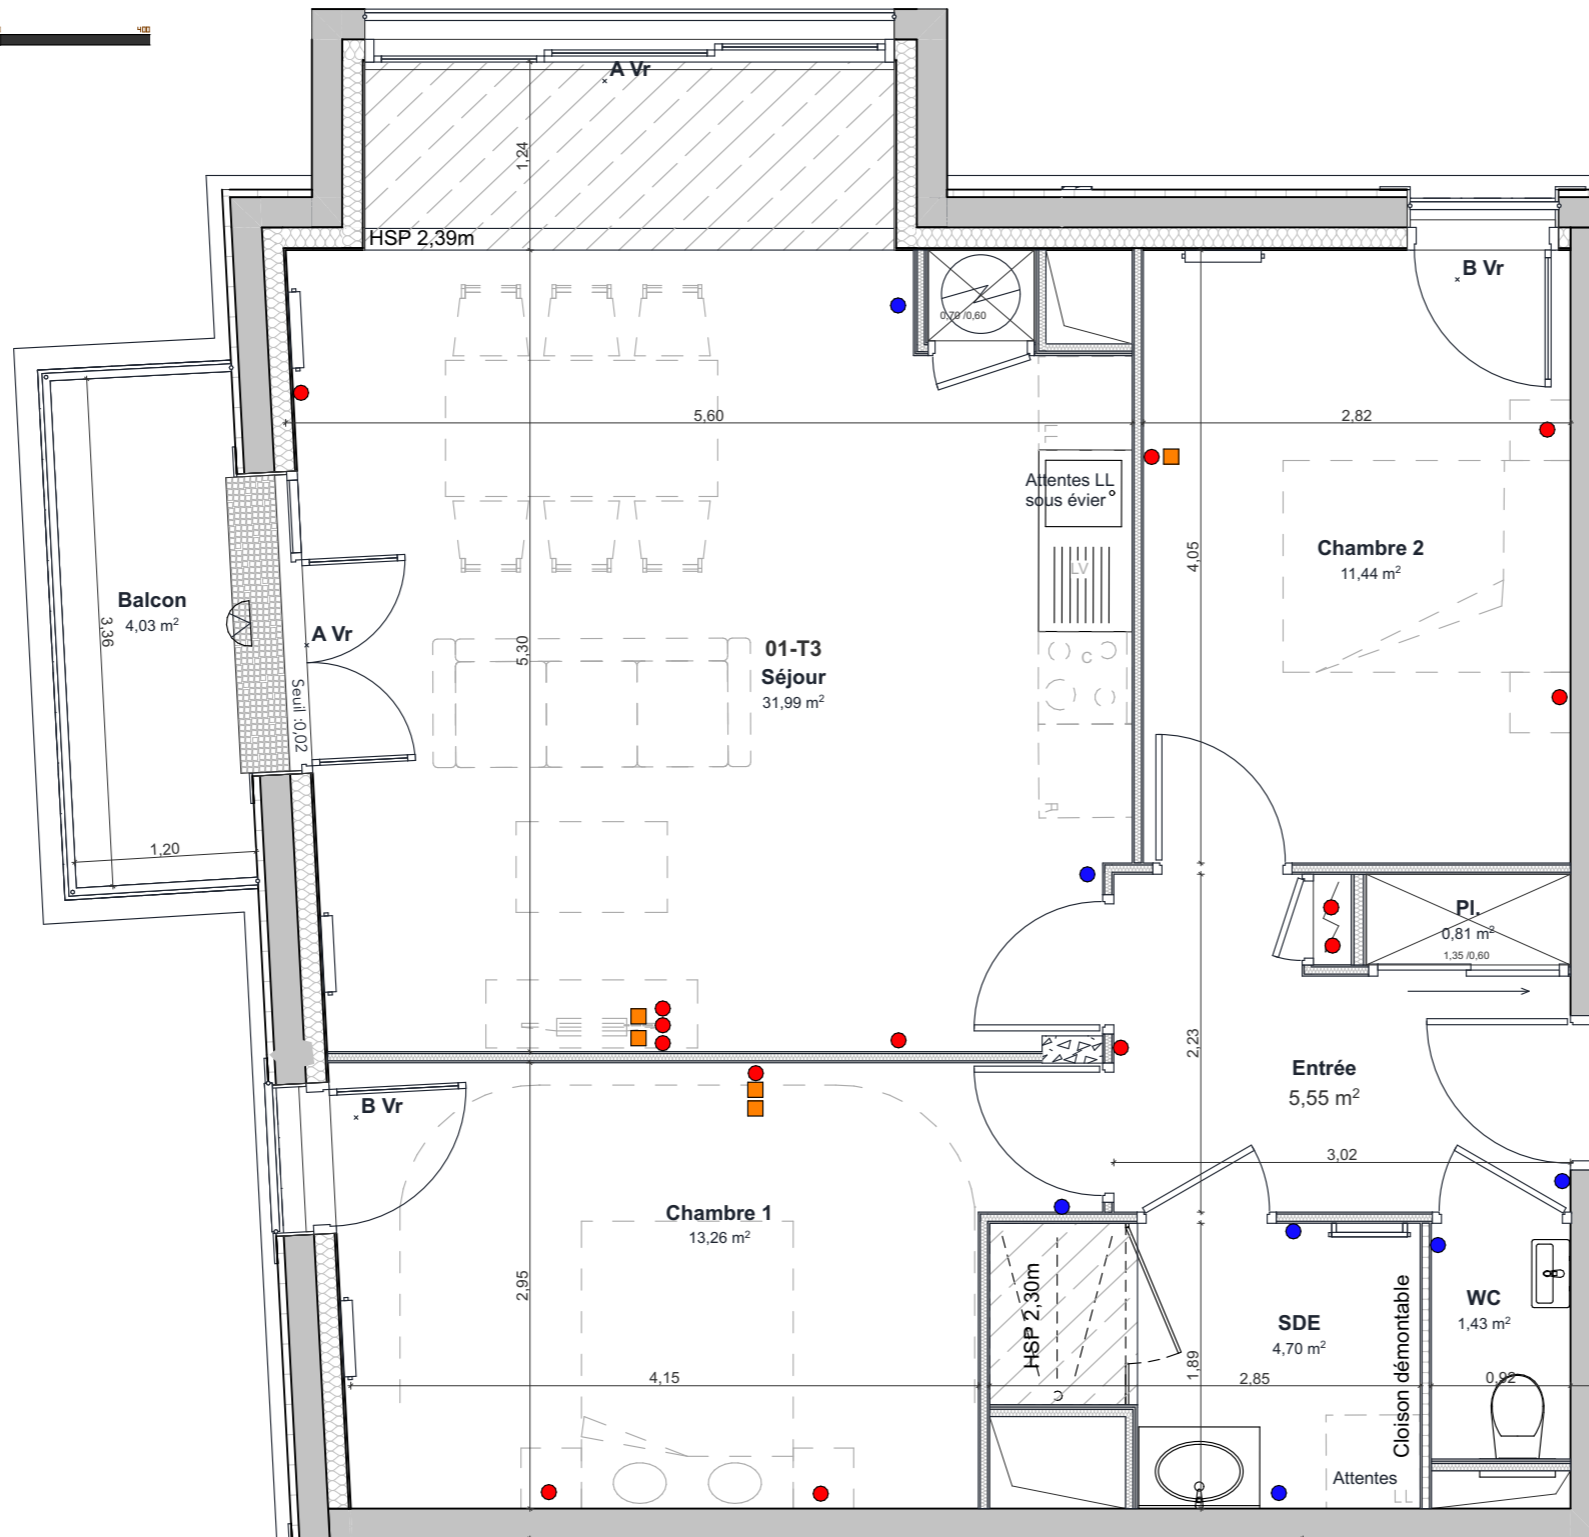 400
A Vr
1,24
HSP 2,39m
B Vr
0,70 /0,60
5,60
2,82
Attentes LL
sous évier
Chambre 2
11,44 m²
4,05
LV
Balcon
4,03 m²
3,36
A Vr
5,30
01-T3
Séjour
31,99 m²
Seuil :0,02
C
1,20
Pl.
0,81 m²
1,35 /0,60
2,23
Entrée
5,55 m²
B Vr
3,02
Chambre 1
13,26 m²
2,95
HSP 2,30m
SDE
4,70 m²
Cloison démontable
WC
1,43 m²
4,15
1,89
2,85
0,92
Attentes
LL